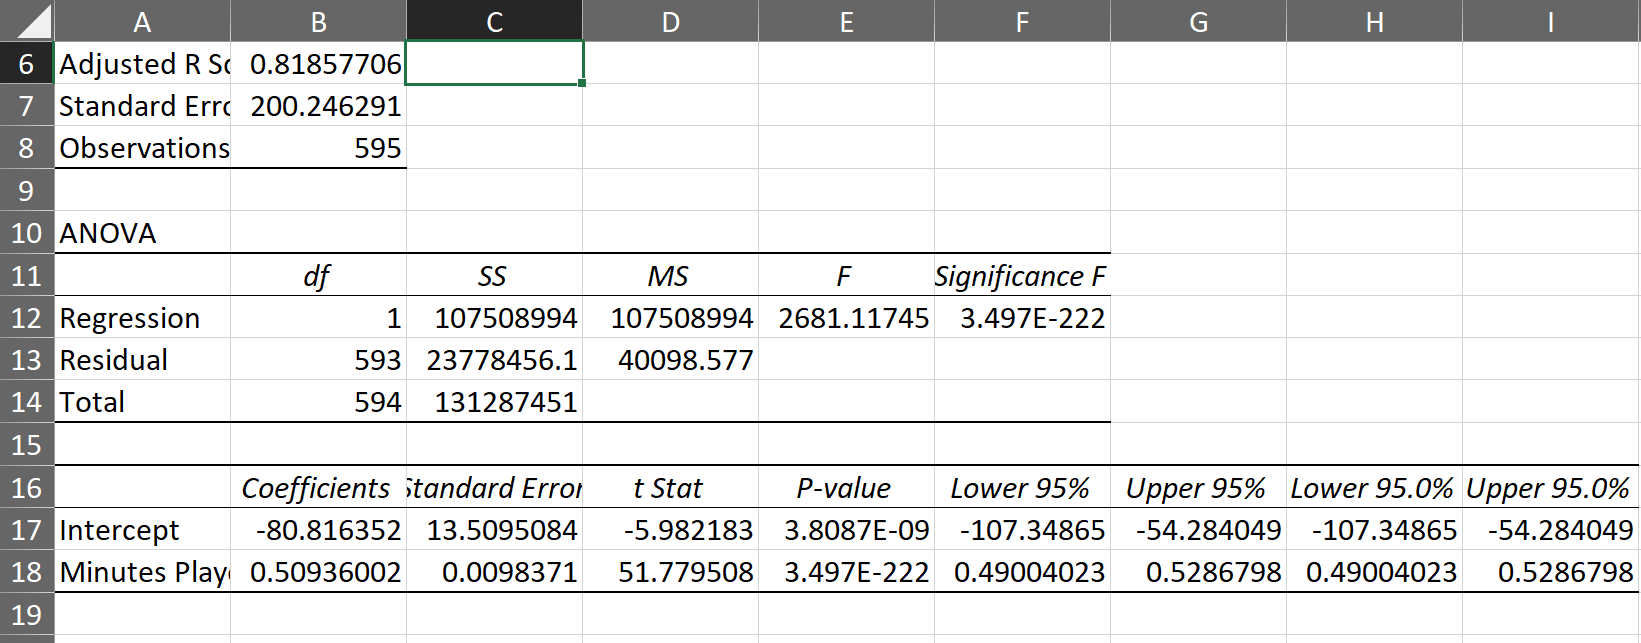 A B C D E F G H I
6 Adjusted R Sc 0.81857706
7 Standard Erro 200.246291
8 Observations 595
9
10 ANOVA
11 df SS MS F Significance F
12 Regression 1 107508994 107508994 2681.11745 3.497E-222
13 Residual 593 23778456.1 40098.577
14 Total 594 131287451
15
16 Coefficients Standard Error t Stat P-value Lower 95% Upper 95% Lower 95.0% Upper 95.0%
17 Intercept -80.816352 13.5095084 -5.982183 3.8087E-09 -107.34865 -54.284049 -107.34865 -54.284049
18 Minutes Playe 0.50936002 0.0098371 51.779508 3.497E-222 0.49004023 0.5286798 0.49004023 0.5286798
19